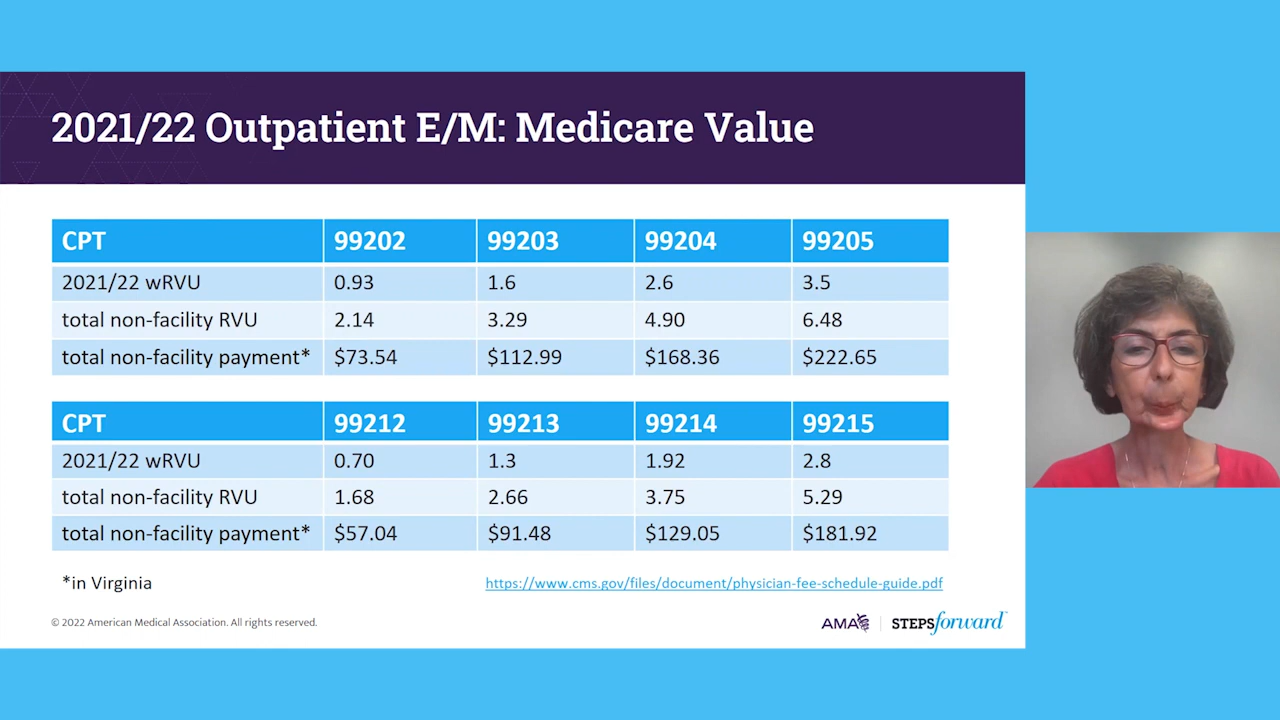 2021/22 Outpatient E/M: Medicare Value
CPT 99202 99203 99204 99205
2021/22 wRVU 0.93 1.6 2.6 3.5
total non-facility RVU 2.14 3.29 4.90 6.48
total non-facility payment* $73.54 $112.99 $168.36 $222.65
CPT 99212 99213 99214 99215
2021/22 wRVU 0.70 1.3 1.92 2.8
total non-facility RVU 1.68 2.66 3.75 5.29
total non-facility payment* $57.04 $91.48 $129.05 $181.92
*in Virginia https://www.cms.gov/files/document/physician-fee-schedule-guide.pdf
© 2022 American Medical Association. All rights reserved. AMA STEPSforward™